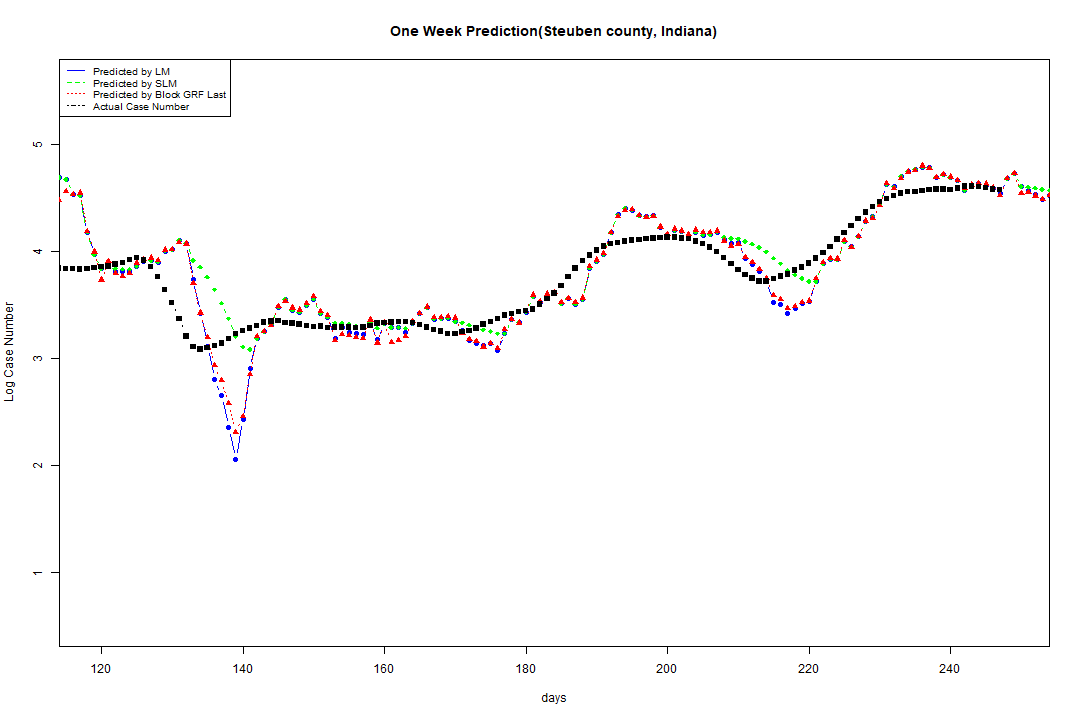 One Week Prediction(Steuben county, Indiana)
Predicted by LM
Predicted by SLM
Predicted by Block GRF Last
Actual Case Number
Log Case Number
5
4
3
2
1
120 140 160 180 200 220 240
days